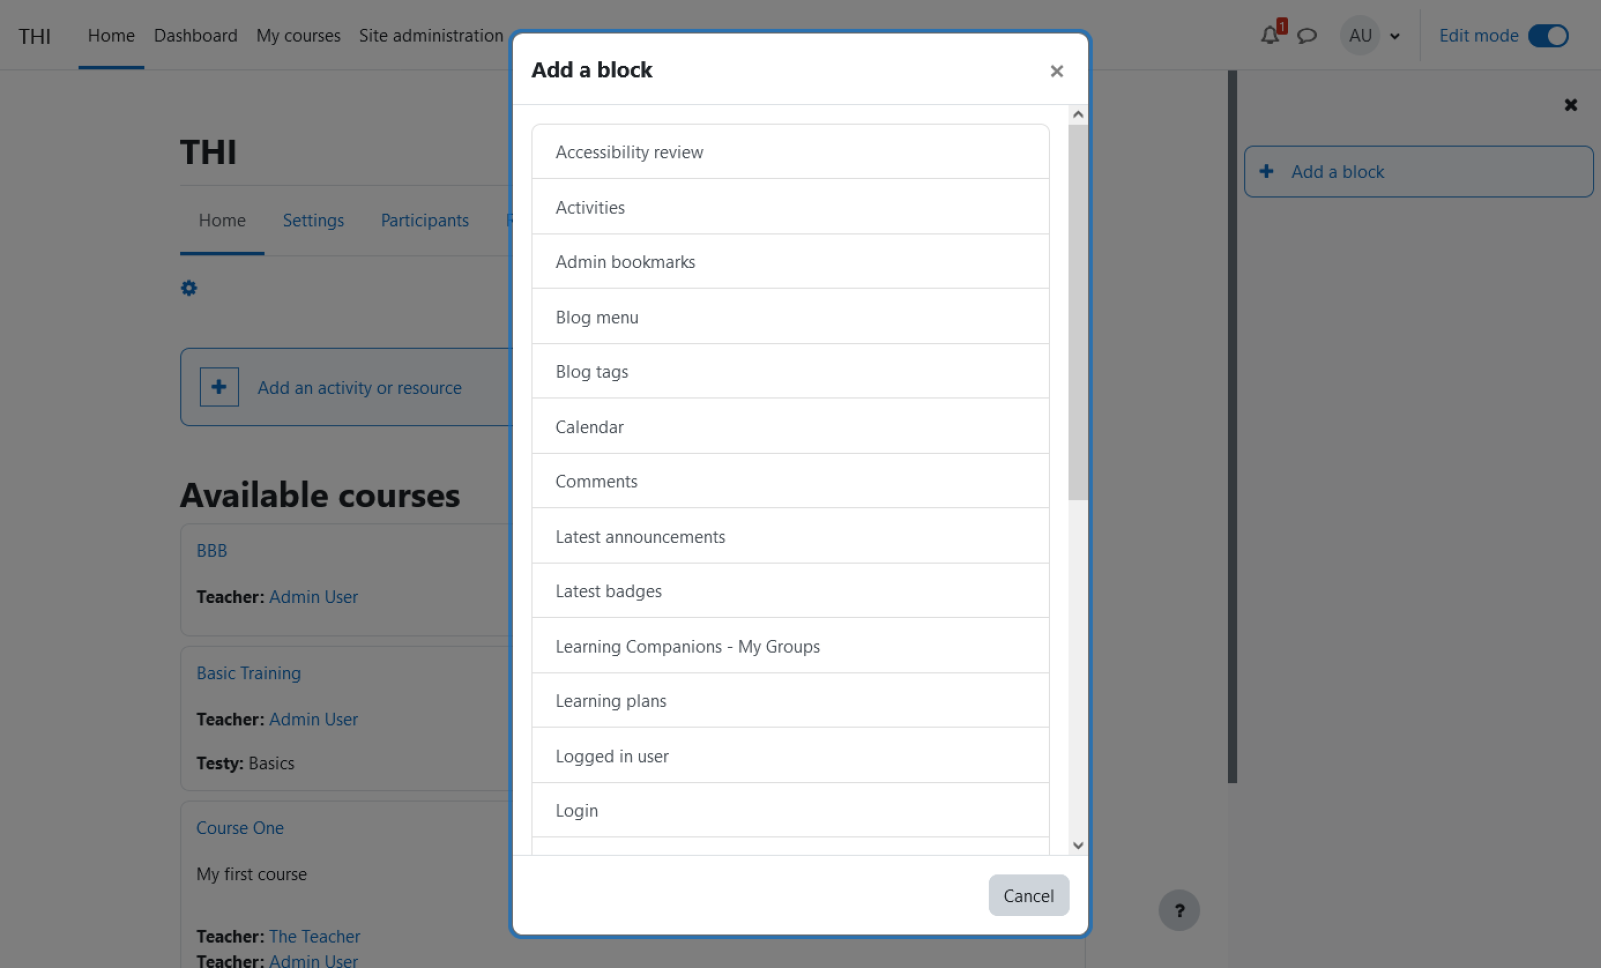 THI
Home Dashboard My courses Site administration
1
AU
Edit mode
Add a block
×
Accessibility review
Activities
Admin bookmarks
Blog menu
Blog tags
Calendar
Comments
Latest announcements
Latest badges
Learning Companions - My Groups
Learning plans
Logged in user
Login
Cancel
THI
Home Settings Participants
Add an activity or resource
Available courses
BBB
Teacher: Admin User
Basic Training
Teacher: Admin User
Testy: Basics
Course One
My first course
Teacher: The Teacher
Teacher: Admin User
Add a block
?